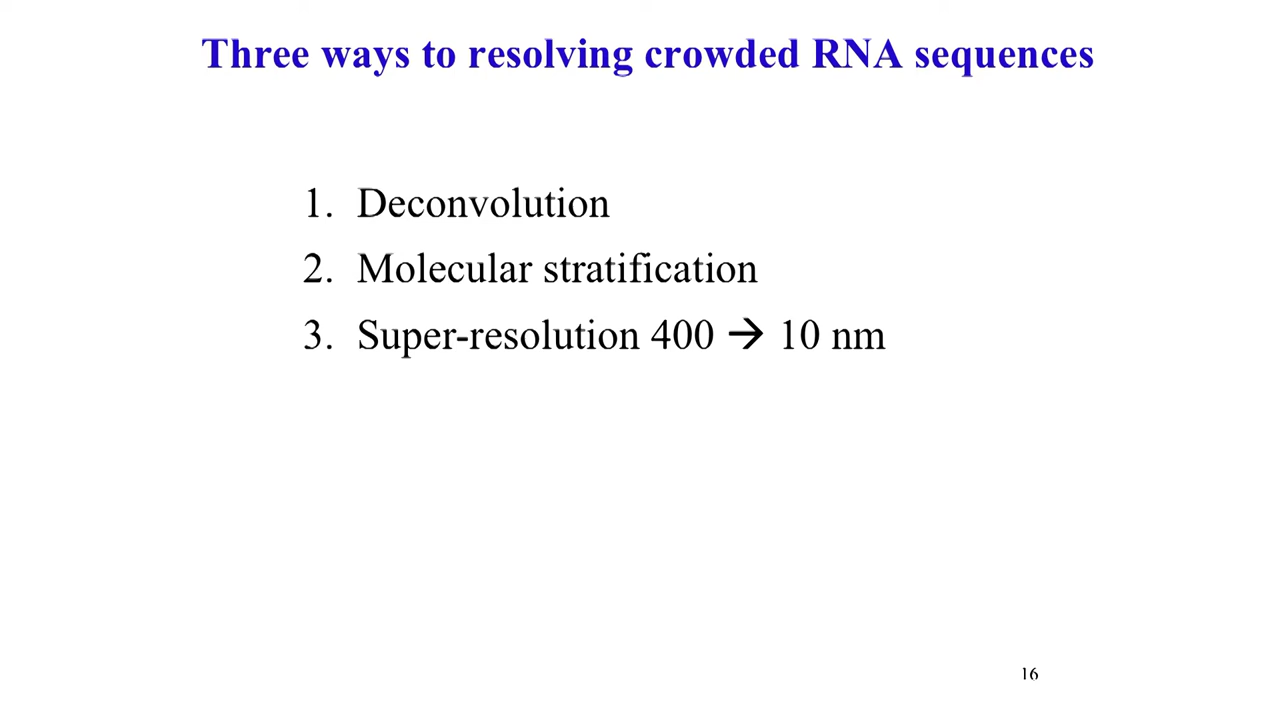 Three ways to resolving crowded RNA sequences
1. Deconvolution
2. Molecular stratification
3. Super-resolution 400 → 10 nm
16